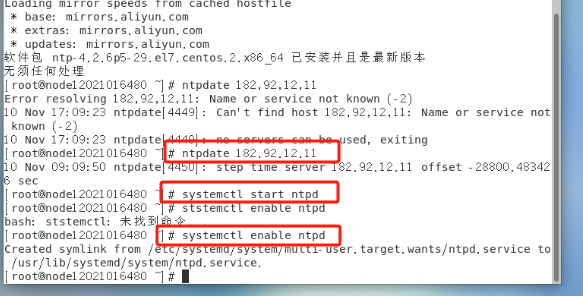 Loading mirror speeds from cached hostfile
 * base: mirrors.aliyun.com
 * extras: mirrors.aliyun.com
 * updates: mirrors.aliyun.com
软件包 ntp-4.2.6p5-29.el7.centos.2.x86_64 已安装并且是最新版本
无须任何处理
[root@node12021016480 ~]# ntpdate 182,92,12,11
Error resolving 182,92,12,11: Name or service not known (-2)
10 Nov 17:09:23 ntpdate[4449]: Can't find host 182,92,12,11: Name or service not
 known (-2)
10 Nov 17:09:23 ntpdate[4449]: no servers can be used, exiting
[root@node12021016480 ~]# ntpdate 182.92.12.11
10 Nov 09:09:50 ntpdate[4450]: step time server 182.92.12.11 offset -28800.48342
6 sec
[root@node12021016480 ~]# systemctl start ntpd
[root@node12021016480 ~]# ststemctl enable ntpd
bash: ststemctl: 未找到命令
[root@node12021016480 ~]# systemctl enable ntpd
Created symlink from /etc/systemd/system/multi-user.target.wants/ntpd.service to
 /usr/lib/systemd/system/ntpd.service.
[root@node12021016480 ~]#